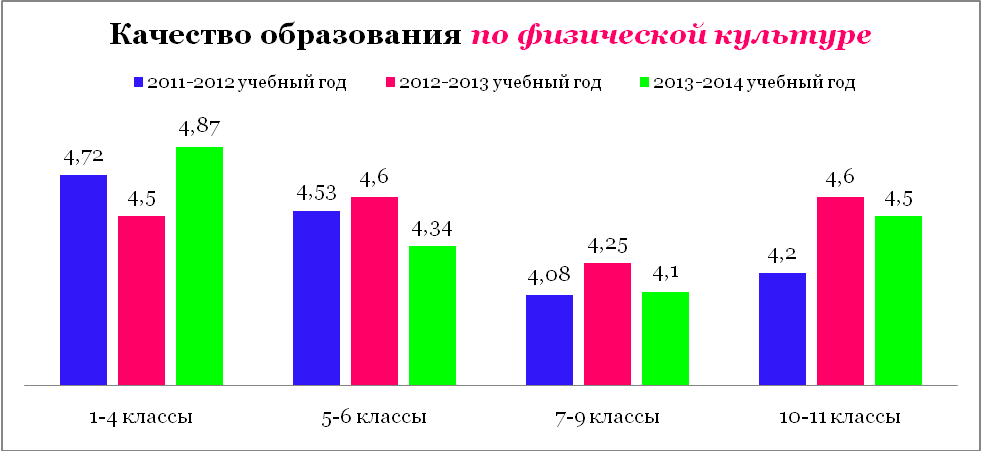 Качество образования по физической культуре
2011-2012 учебный год 2012-2013 учебный год 2013-2014 учебный год
4,72 4,5 4,87 4,53 4,6 4,34 4,08 4,25 4,1 4,2 4,6 4,5
1-4 классы 5-6 классы 7-9 классы 10-11 классы